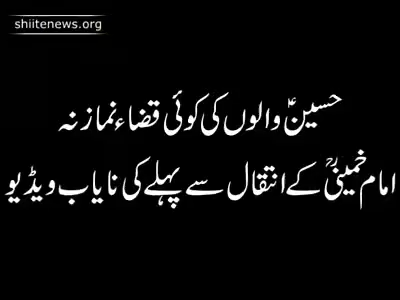 shiitenews.org
حسینؑ والوں کی کوئی قضاء نماز نہ
امام خمینیؒ کے انتقال سے پہلے کی نایاب ویڈیو